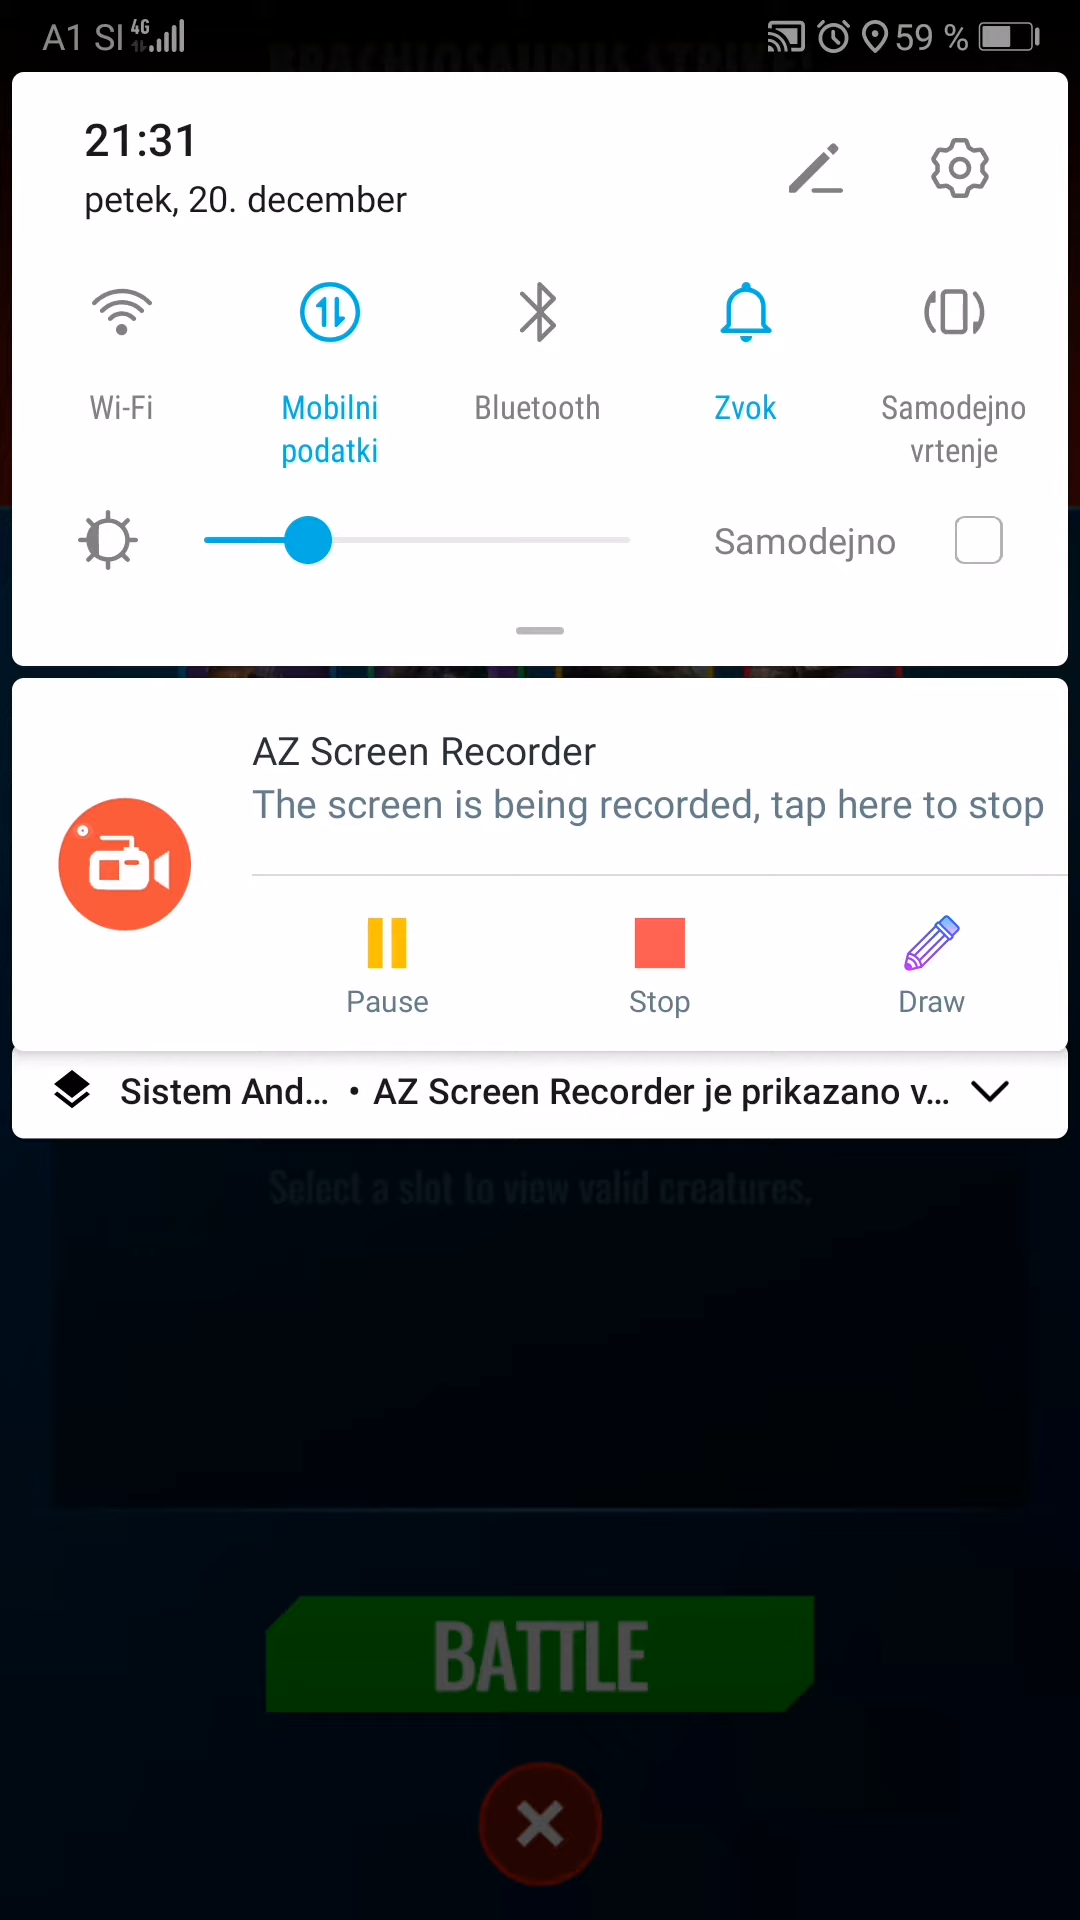 A1 SI 4G 59 %
BRACHIOSAURUS STRIKE!
21:31
petek, 20. december
Wi-Fi
Mobilni
podatki
Bluetooth
Zvok
Samodejno
vrtenje
Samodejno
AZ Screen Recorder
The screen is being recorded, tap here to stop
Pause
Stop
Draw
Sistem And... • AZ Screen Recorder je prikazano v...
Select a slot to view valid creatures.
BATTLE